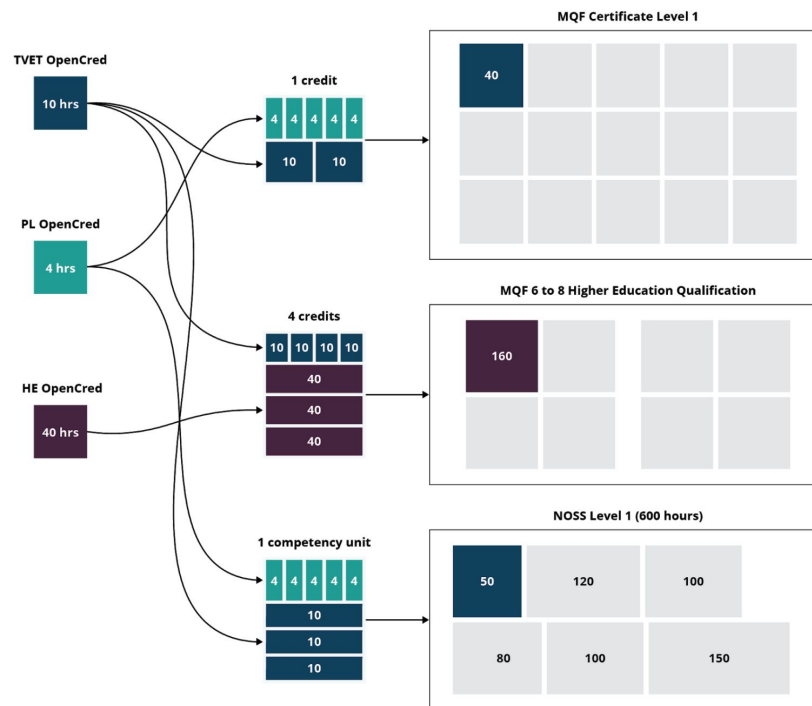 MQF Certificate Level 1
TVET OpenCred
10 hrs
1 credit
4 4 4 4 4
10 10
40
PL OpenCred
4 hrs
MQF 6 to 8 Higher Education Qualification
4 credits
10 10 10 10
40
40
40
160
HE OpenCred
40 hrs
NOSS Level 1 (600 hours)
1 competency unit
4 4 4 4 4
10
10
10
50 120 100
80 100 150